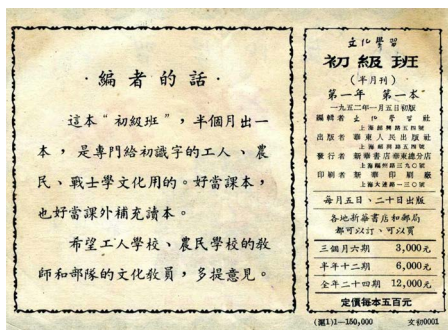 ·編者的話·
這本“初級班”，半個月出一
本，是專門給初識字的工人、農
民、戰士學文化用的。好當課本，
也好當課外補充讀本。
希望工人學校、農民學校的教
師和部隊的文化教員，多提意見。
文化學習
初級班
（半月刊）
第一年 第一本
一九五二年一月五日初版
編輯者 文化學習社
上海紹興路五四號
出版者 華東人民出版社
上海紹興路五四號
發行者 新華書店華東總分店
上海福州路三九〇號
印刷者 新華印刷廠
上海大連路一三〇號
每月五日、二十日出版
各地新華書店和郵局
都可以訂、可以買
三個月六期 3,000元
半年十二期 6,000元
全年二十四期 12,000元
定價每本五百元
(滬1)1—150,000 文初0001